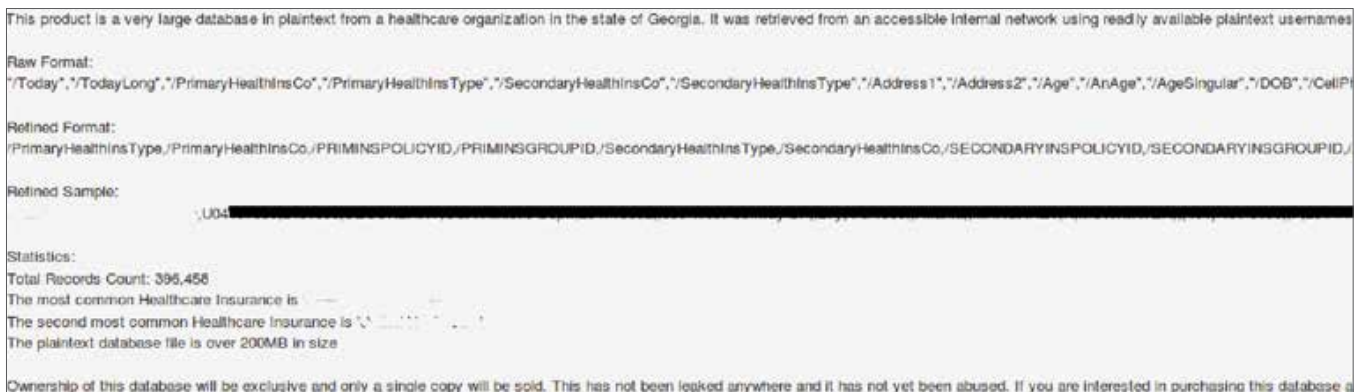 This product is a very large database in plaintext from a healthcare organization in the state of Georgia. It was retrieved from an accessible internal network using readily available plaintext usernames
Raw Format:
"/Today","/TodayLong","/PrimaryHealthInsCo","/PrimaryHealthInsType","/SecondaryHealthInsCo","/SecondaryHealthInsType","/Address1","/Address2","/Age","/AnAge","/AgeSingular","/DOB","/CellPh
Refined Format:
/PrimaryHealthInsType,/PrimaryHealthInsCo,/PRIMINSPOLICYID,/PRIMINSGROUPID,/SecondaryHealthInsType,/SecondaryHealthInsCo,/SECONDARYINSPOLICYID,/SECONDARYINSGROUPID,/
Refined Sample:
,U04
Statistics:
Total Records Count: 396,458
The most common Healthcare Insurance is
The second most common Healthcare Insurance is
The plaintext database file is over 200MB in size
Ownership of this database will be exclusive and only a single copy will be sold. This has not been leaked anywhere and it has not yet been abused. If you are interested in purchasing this database a